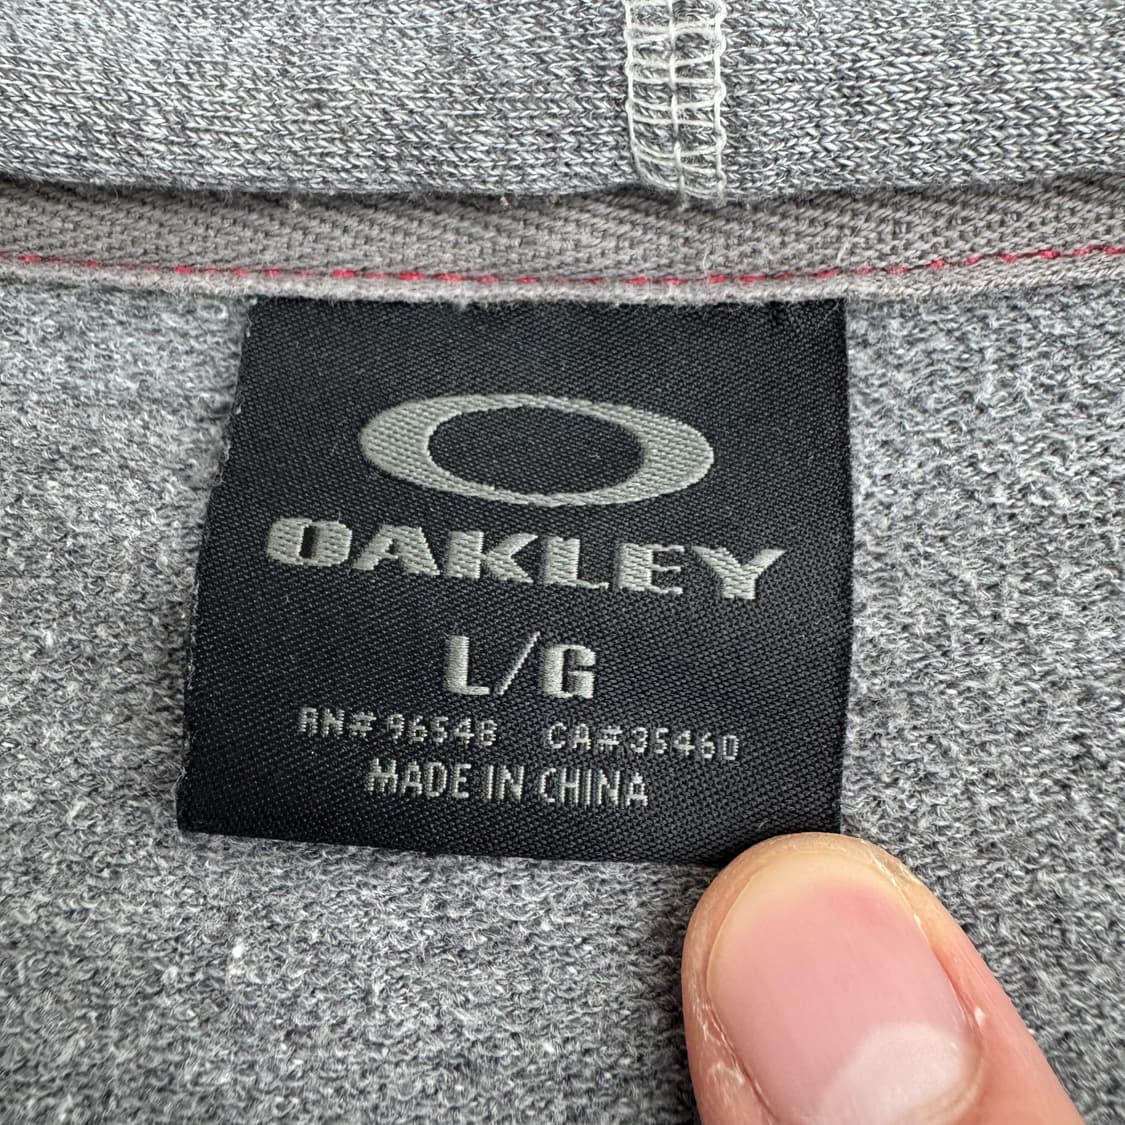 OAKLEY
L/G
RN# 96548 CA# 35460
MADE IN CHINA